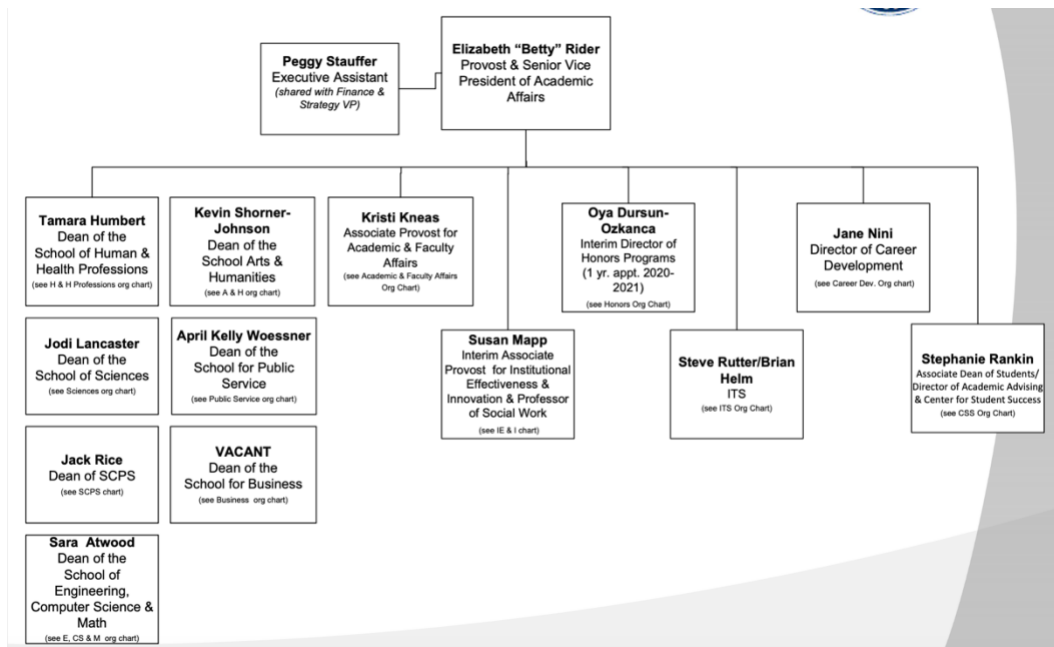 Peggy Stauffer
Executive Assistant
(shared with Finance &
Strategy VP)
Elizabeth “Betty” Rider
Provost & Senior Vice
President of Academic
Affairs
Tamara Humbert
Dean of the
School of Human &
Health Professions
(see H & H Professions org chart)
Kevin Shorner-
Johnson
Dean of the
School Arts &
Humanities
(see A & H org chart)
Kristi Kneas
Associate Provost for
Academic & Faculty
Affairs
(see Academic & Faculty Affairs
Org Chart)
Oya Dursun-
Ozkanca
Interim Director of
Honors Programs
(1 yr. appt. 2020-
2021)
(see Honors Org Chart)
Jane Nini
Director of Career
Development
(see Career Dev. Org chart)
Jodi Lancaster
Dean of the
School of Sciences
(see Sciences org chart)
April Kelly Woessner
Dean of the
School for Public
Service
(see Public Service org chart)
Susan Mapp
Interim Associate
Provost for Institutional
Effectiveness &
Innovation & Professor
of Social Work
(see IE & I chart)
Steve Rutter/Brian
Helm
ITS
(see ITS Org Chart)
Stephanie Rankin
Associate Dean of Students/
Director of Academic Advising
& Center for Student Success
(see CSS Org Chart)
Jack Rice
Dean of SCPS
(see SCPS chart)
VACANT
Dean of the
School for Business
(see Business org chart)
Sara Atwood
Dean of the
School of
Engineering,
Computer Science &
Math
(see E, CS & M org chart)